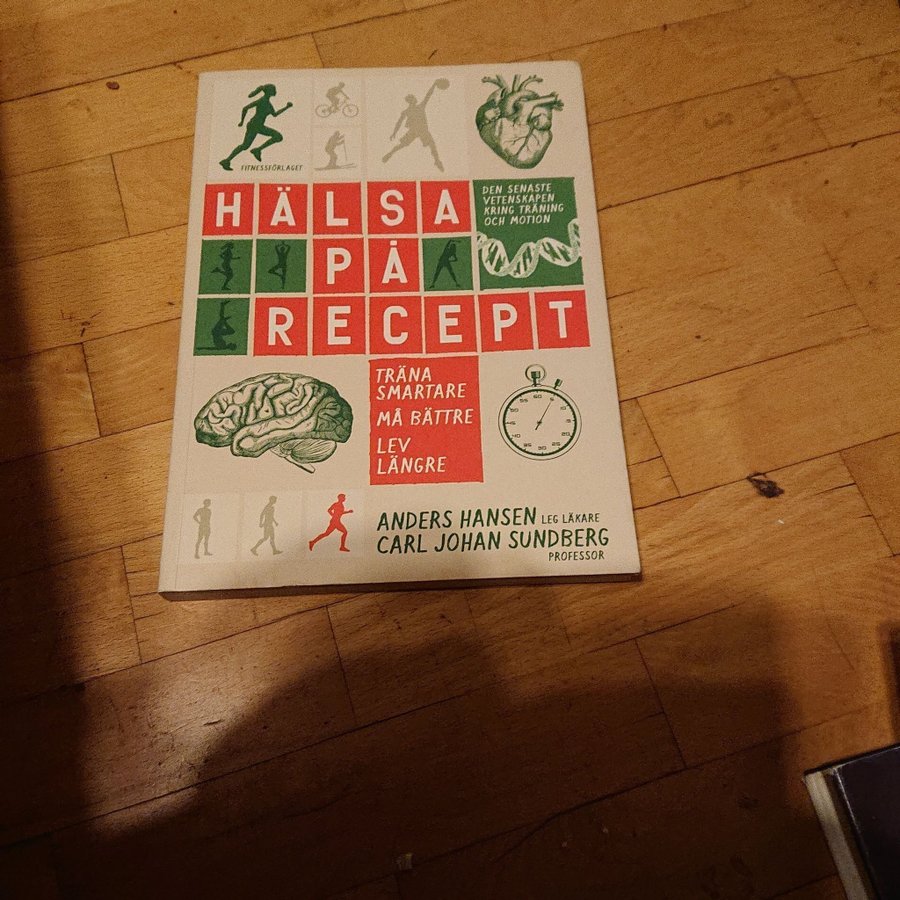 FITNESSFÖRLAGET
HÄLSA
PÅ
RECEPT
DEN SENASTE
VETENSKAPEN
KRING TRÄNING
OCH MOTION
TRÄNA
SMARTARE
MÅ BÄTTRE
LEV
LÄNGRE
ANDERS HANSEN LEG LÄKARE
CARL JOHAN SUNDBERG
PROFESSOR